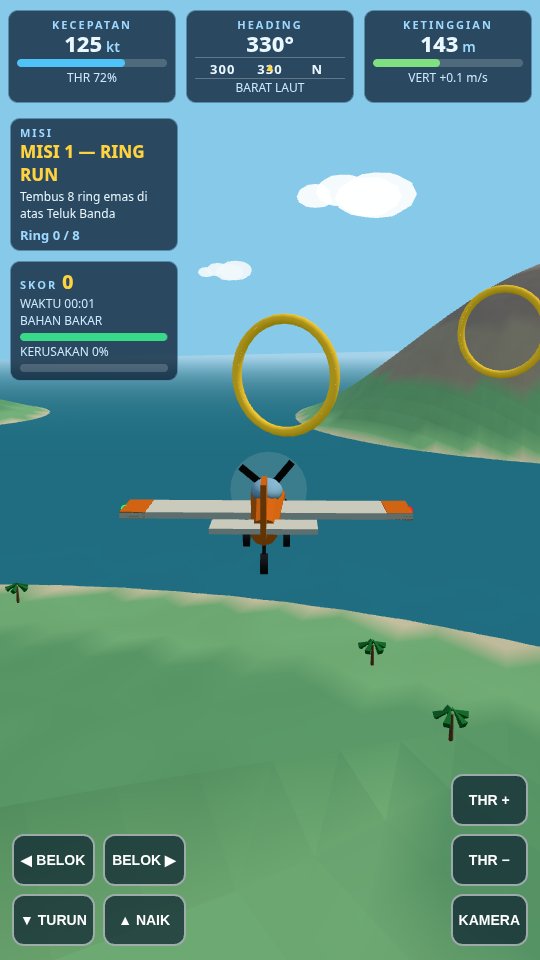 KECEPATAN
125 kt
THR 72%
HEADING
330°
300 330 N
BARAT LAUT
KETINGGIAN
143 m
VERT +0.1 m/s
MISI
MISI 1 — RING
RUN
Tembus 8 ring emas di
atas Teluk Banda
Ring 0 / 8
SKOR 0
WAKTU 00:01
BAHAN BAKAR
KERUSAKAN 0%
THR +
◀ BELOK
BELOK ▶
THR −
▼ TURUN
▲ NAIK
KAMERA